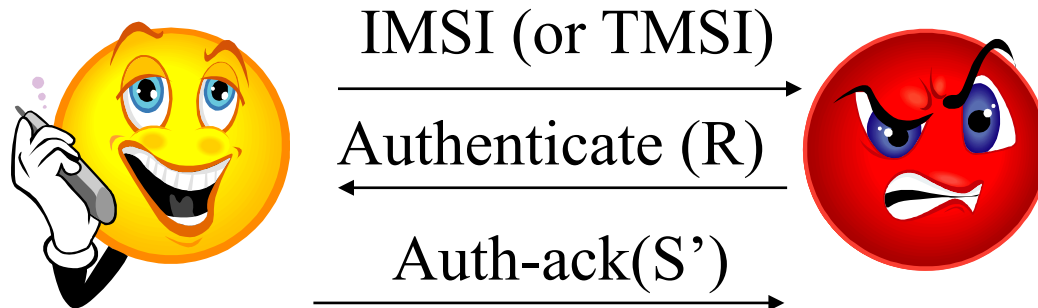 IMSI (or TMSI)
Authenticate (R)
Auth-ack(S’)